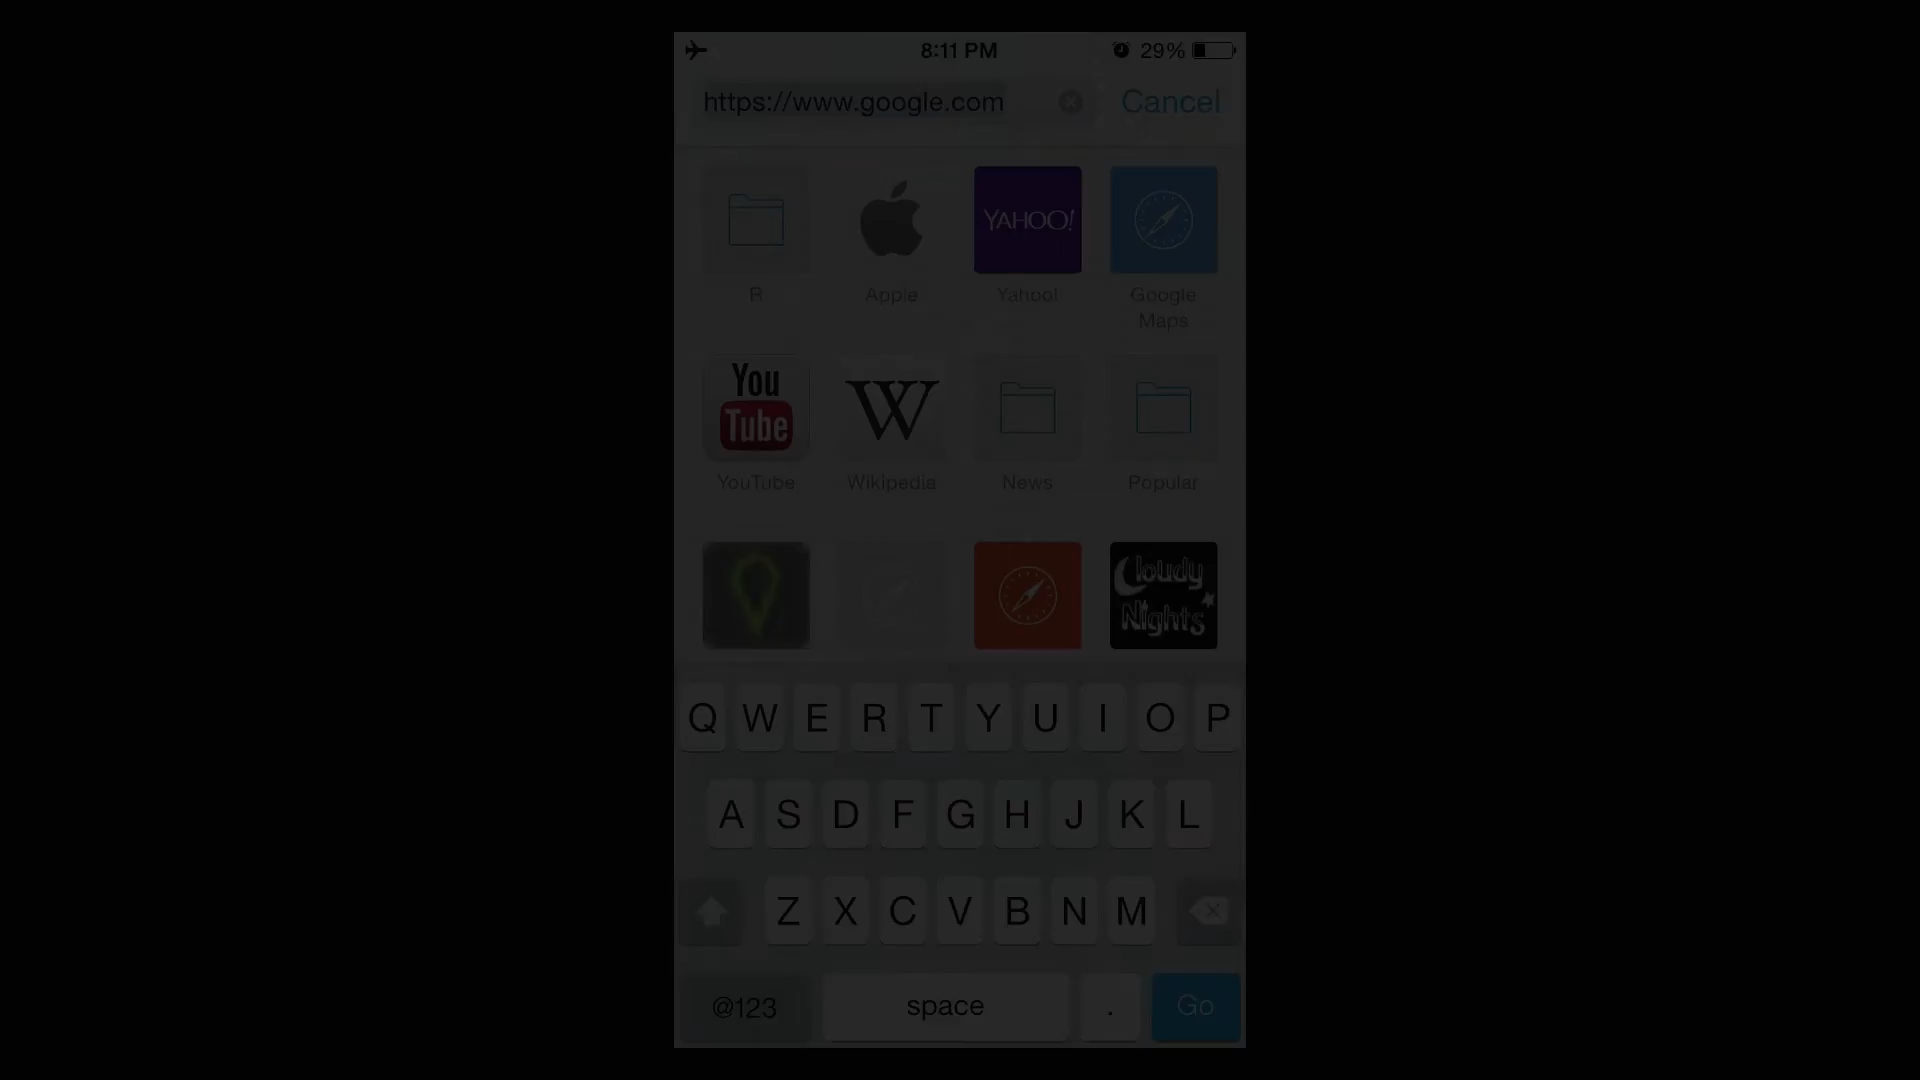 8:11 PM 29%
https://www.google.com Cancel
YAHOO!
R Apple Yahoo! Google Maps
You Tube W
YouTube Wikipedia News Popular
Cloudy Nights
Q W E R T Y U I O P
A S D F G H J K L
Z X C V B N M
@123 space . Go